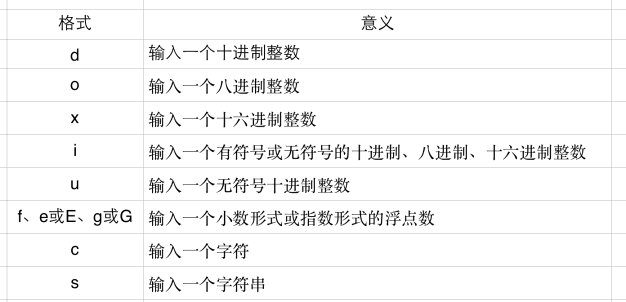 格式 意义
d 输入一个十进制整数
o 输入一个八进制整数
x 输入一个十六进制整数
i 输入一个有符号或无符号的十进制、八进制、十六进制整数
u 输入一个无符号十进制整数
f、e或E、g或G 输入一个小数形式或指数形式的浮点数
c 输入一个字符
s 输入一个字符串